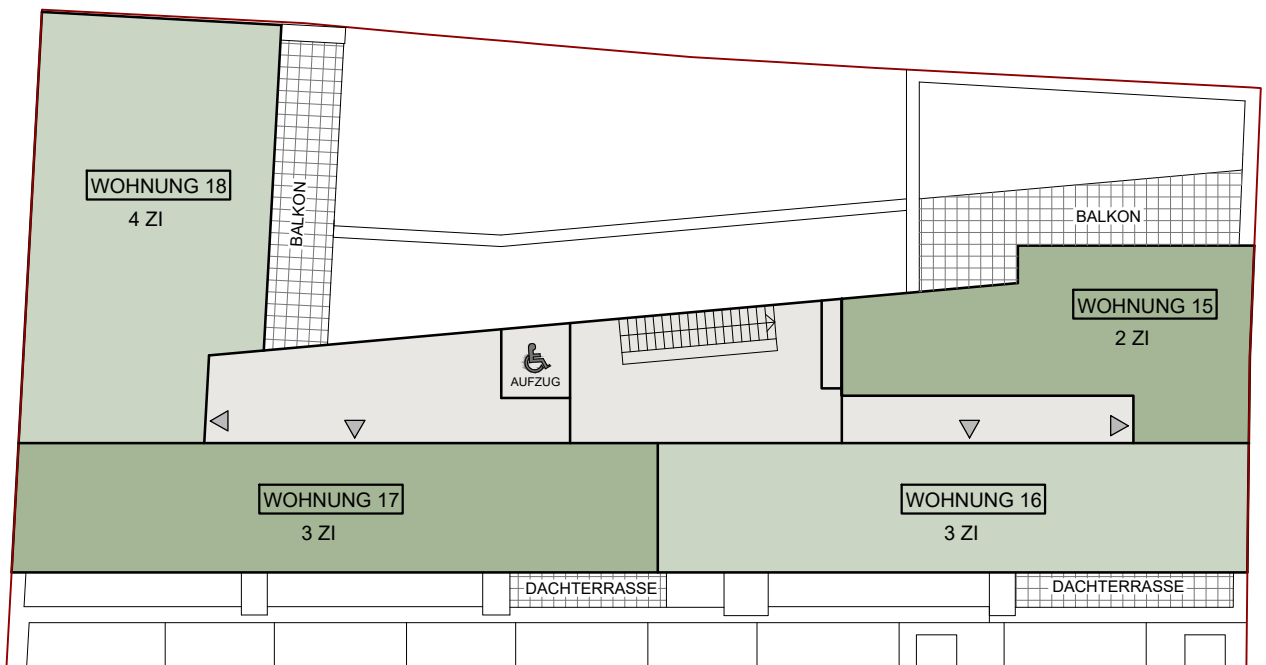 WOHNUNG 18
4 ZI
BALKON
BALKON
WOHNUNG 15
2 ZI
AUFZUG
WOHNUNG 17
3 ZI
WOHNUNG 16
3 ZI
DACHTERRASSE
DACHTERRASSE